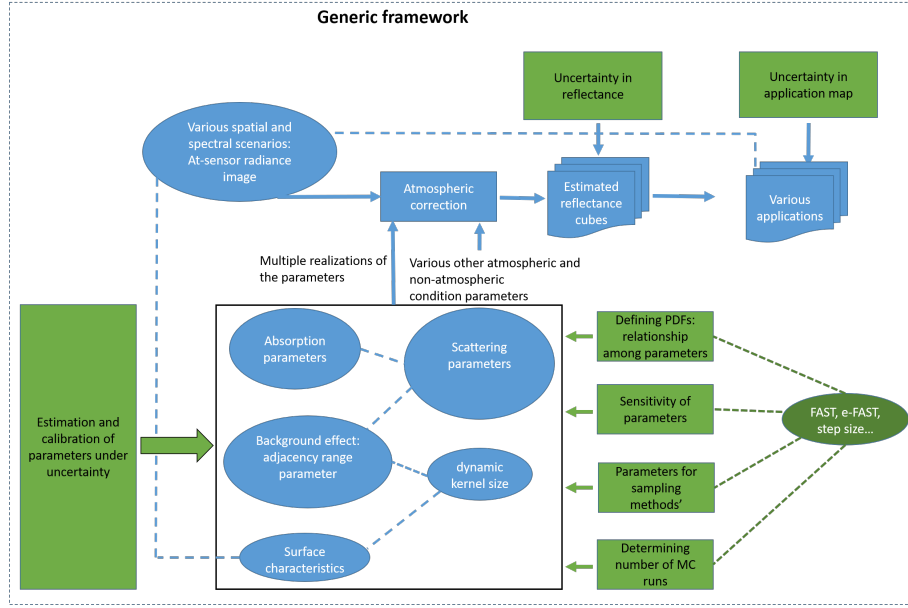 Generic framework
Uncertainty in
reflectance
Uncertainty in
application map
Various spatial and
spectral scenarios:
At-sensor radiance
image
Atmospheric
correction
Estimated
reflectance
cubes
Various
applications
Multiple realizations of
the parameters
Various other atmospheric and
non-atmospheric
condition parameters
Estimation and
calibration of
parameters under
uncertainty
Absorption
parameters
Scattering
parameters
Background effect:
adjacency range
parameter
dynamic
kernel size
Surface
characteristics
Defining PDFs:
relationship
among parameters
Sensitivity of
parameters
Parameters for
sampling
methods'
Determining
number of MC
runs
FAST, e-FAST,
step size...